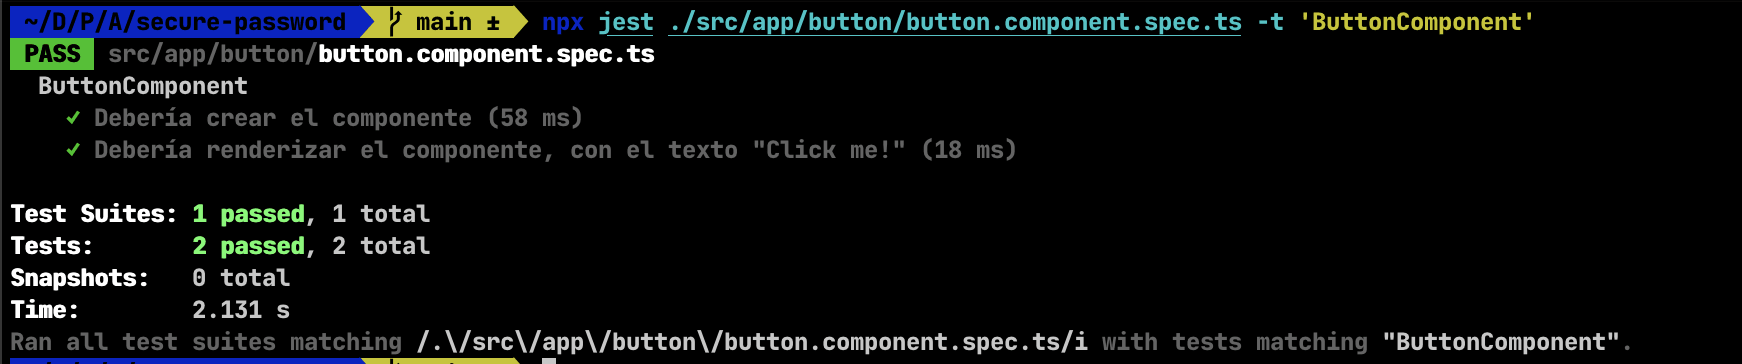 ~/D/P/A/secure-password main ± npx jest ./src/app/button/button.component.spec.ts -t 'ButtonComponent'
PASS src/app/button/button.component.spec.ts
ButtonComponent
✓ Debería crear el componente (58 ms)
✓ Debería renderizar el componente, con el texto "Click me!" (18 ms)
Test Suites: 1 passed, 1 total
Tests: 2 passed, 2 total
Snapshots: 0 total
Time: 2.131 s
Ran all test suites matching /.\/src\/app\/button\/button.component.spec.ts/i with tests matching "ButtonComponent".